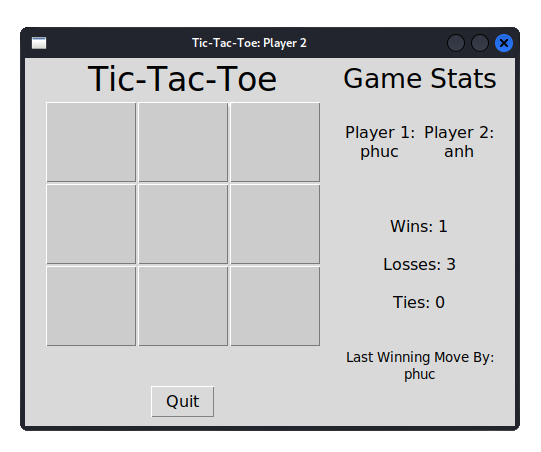 Tic-Tac-Toe: Player 2
Tic-Tac-Toe
Game Stats
Player 1: Player 2:
phuc anh
Wins: 1
Losses: 3
Ties: 0
Last Winning Move By:
phuc
Quit